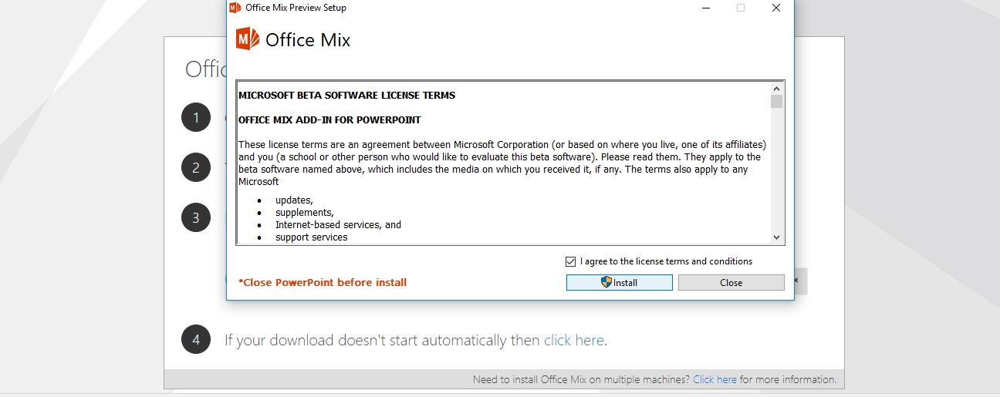 Office Mix Preview Setup
M Office Mix
Offic
MICROSOFT BETA SOFTWARE LICENSE TERMS
OFFICE MIX ADD-IN FOR POWERPOINT
1
These license terms are an agreement between Microsoft Corporation (or based on where you live, one of its affiliates)
and you (a school or other person who would like to evaluate this beta software). Please read them. They apply to the
beta software named above, which includes the media on which you received it, if any. The terms also apply to any
Microsoft
2
• updates,
• supplements,
• Internet-based services, and
• support services
3
I agree to the license terms and conditions
*Close PowerPoint before install
Install
Close
4 If your download doesn't start automatically then click here.
Need to install Office Mix on multiple machines? Click here for more information.